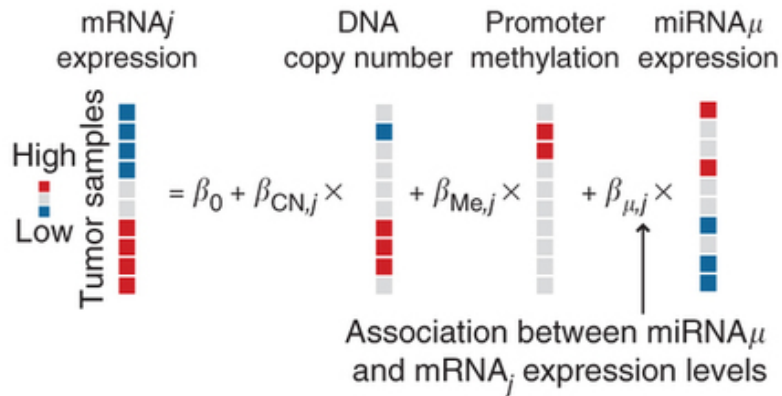 mRNAj
expression
DNA
copy number
Promoter
methylation
miRNAμ
expression
High
Low
Tumor samples
= β0 + βCN,j ×
+ βMe,j ×
+ βμ,j ×
Association between miRNAμ
and mRNAj expression levels